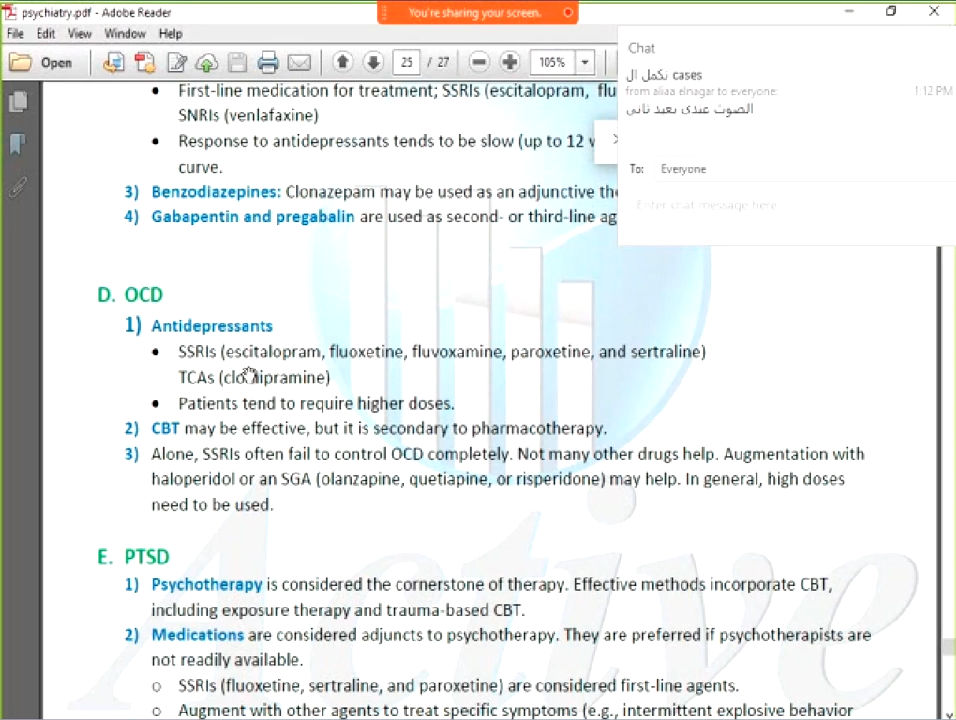 psychiatry.pdf - Adobe Reader
You're sharing your screen.
File Edit View Window Help
Open 25 / 27 105%
Chat
نكمل ال cases
from aliaa elnagar to everyone: 1:12 PM
الصوت عندى بعيد تانى
To: Everyone
Enter chat message here
• First-line medication for treatment; SSRIs (escitalopram,
SNRIs (venlafaxine)
• Response to antidepressants tends to be slow (up to 12
curve.
3) Benzodiazepines: Clonazepam may be used as an adjunctive
4) Gabapentin and pregabalin are used as second- or third-line
D. OCD
1) Antidepressants
• SSRIs (escitalopram, fluoxetine, fluvoxamine, paroxetine, and sertraline)
TCAs (clomipramine)
• Patients tend to require higher doses.
2) CBT may be effective, but it is secondary to pharmacotherapy.
3) Alone, SSRIs often fail to control OCD completely. Not many other drugs help. Augmentation with
haloperidol or an SGA (olanzapine, quetiapine, or risperidone) may help. In general, high doses
need to be used.
E. PTSD
1) Psychotherapy is considered the cornerstone of therapy. Effective methods incorporate CBT,
including exposure therapy and trauma-based CBT.
2) Medications are considered adjuncts to psychotherapy. They are preferred if psychotherapists are
not readily available.
o SSRIs (fluoxetine, sertraline, and paroxetine) are considered first-line agents.
o Augment with other agents to treat specific symptoms (e.g., intermittent explosive behavior
Active